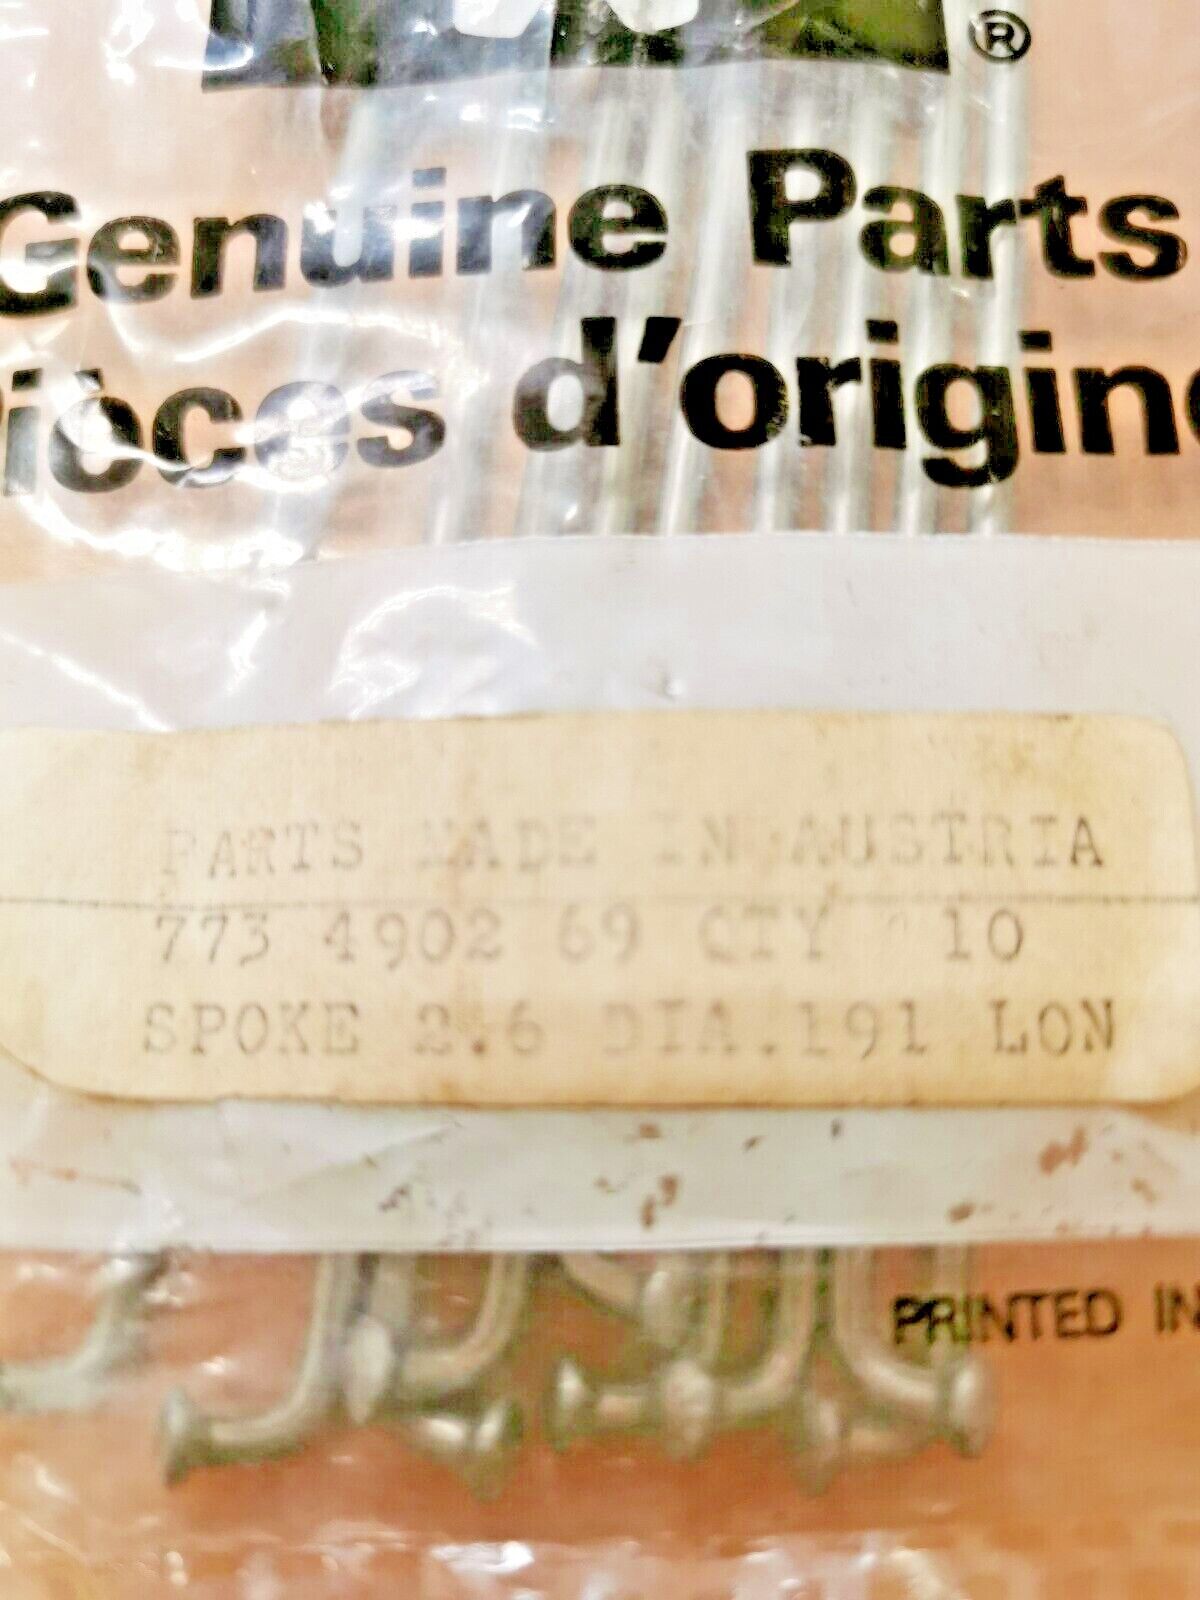 ®
Genuine Parts
Pièces d'origine
PARTS MADE IN AUSTRIA
773 4902 69 QTY 10
SPOKE 2.6 DIA.191 LON
PRINTED IN